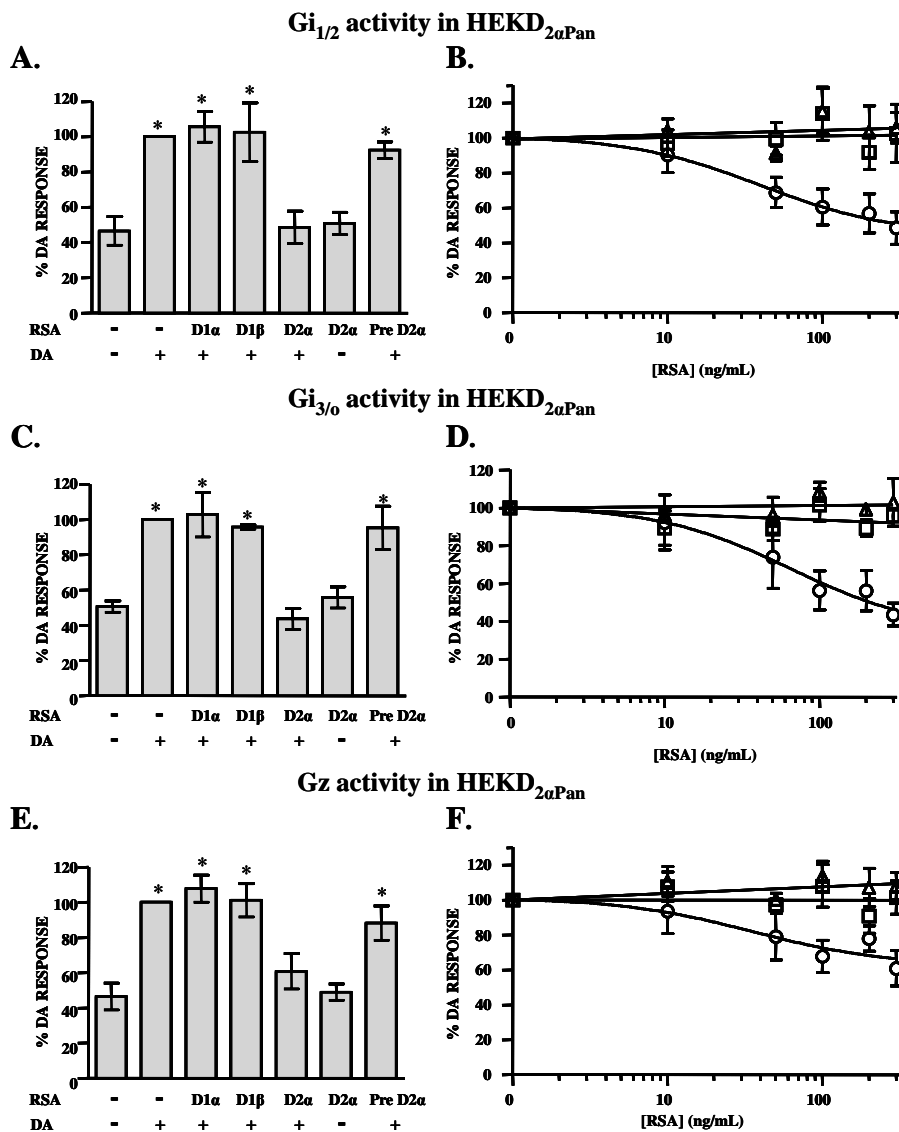 Gi1/2 activity in HEKD2αPan
A.
B.
% DA RESPONSE
120
100
80
60
40
20
0
* * * *
RSA - - D1α D1β D2α D2α Pre D2α
DA - + + + + - +
% DA RESPONSE
120
100
80
60
40
20
0
0 10 100
[RSA] (ng/mL)
Gi3/o activity in HEKD2αPan
C.
D.
% DA RESPONSE
120
100
80
60
40
20
0
* * * *
RSA - - D1α D1β D2α D2α Pre D2α
DA - + + + + - +
% DA RESPONSE
120
100
80
60
40
20
0
0 10 100
[RSA] (ng/mL)
Gz activity in HEKD2αPan
E.
F.
% DA RESPONSE
120
100
80
60
40
20
0
* * * *
RSA - - D1α D1β D2α D2α Pre D2α
DA - + + + + - +
% DA RESPONSE
120
100
80
60
40
20
0
0 10 100
[RSA] (ng/mL)